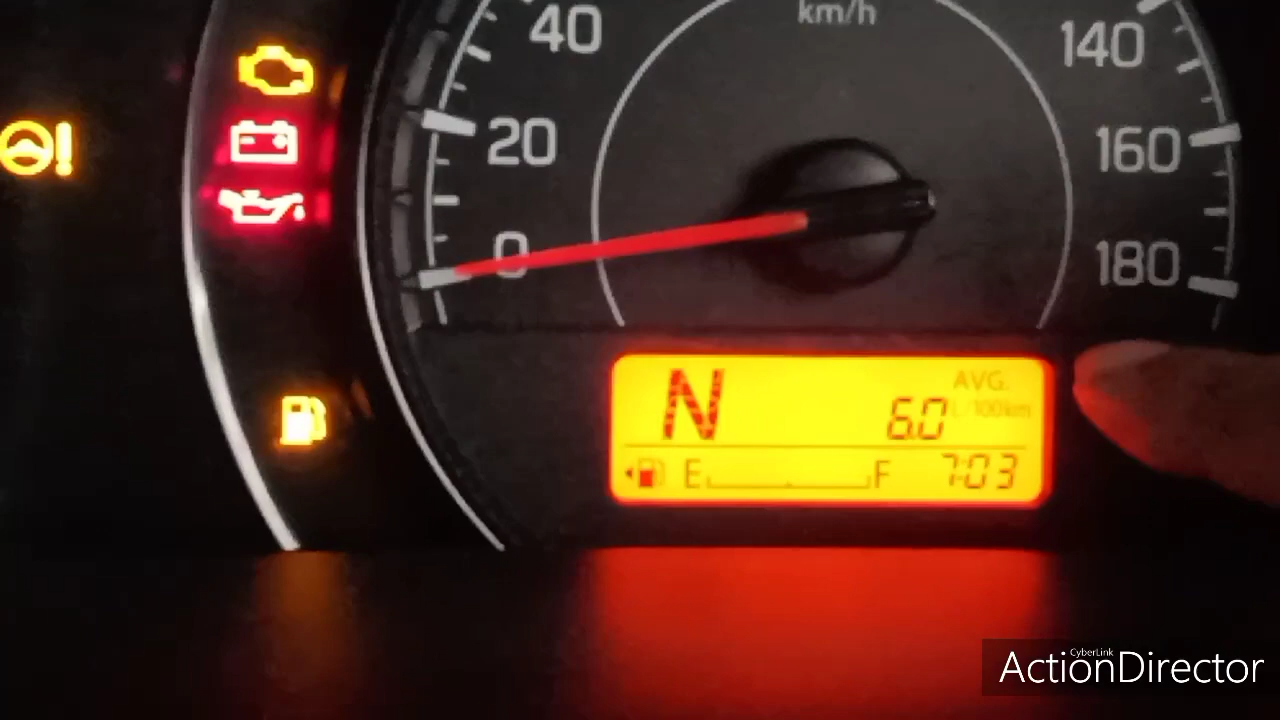 km/h
40
20
0
140
160
180
N
AVG.
6.0 L/100km
E F 7:03
CyberLink
ActionDirector